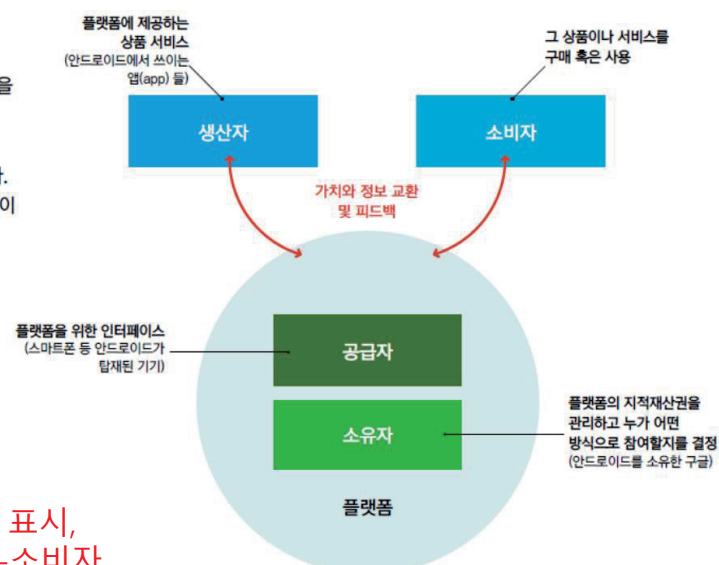 플랫폼에 제공하는
상품 서비스
(안드로이드에서 쓰이는
앱(app) 들)
그 상품이나 서비스를
구매 혹은 사용
을
생산자
소비자
.
이
가치와 정보 교환
및 피드백
플랫폼을 위한 인터페이스
(스마트폰 등 안드로이드가
탑재된 기기)
공급자
소유자
플랫폼의 지적재산권을
관리하고 누가 어떤
방식으로 참여할지를 결정
(안드로이드를 소유한 구글)
플랫폼
표시,
소비자